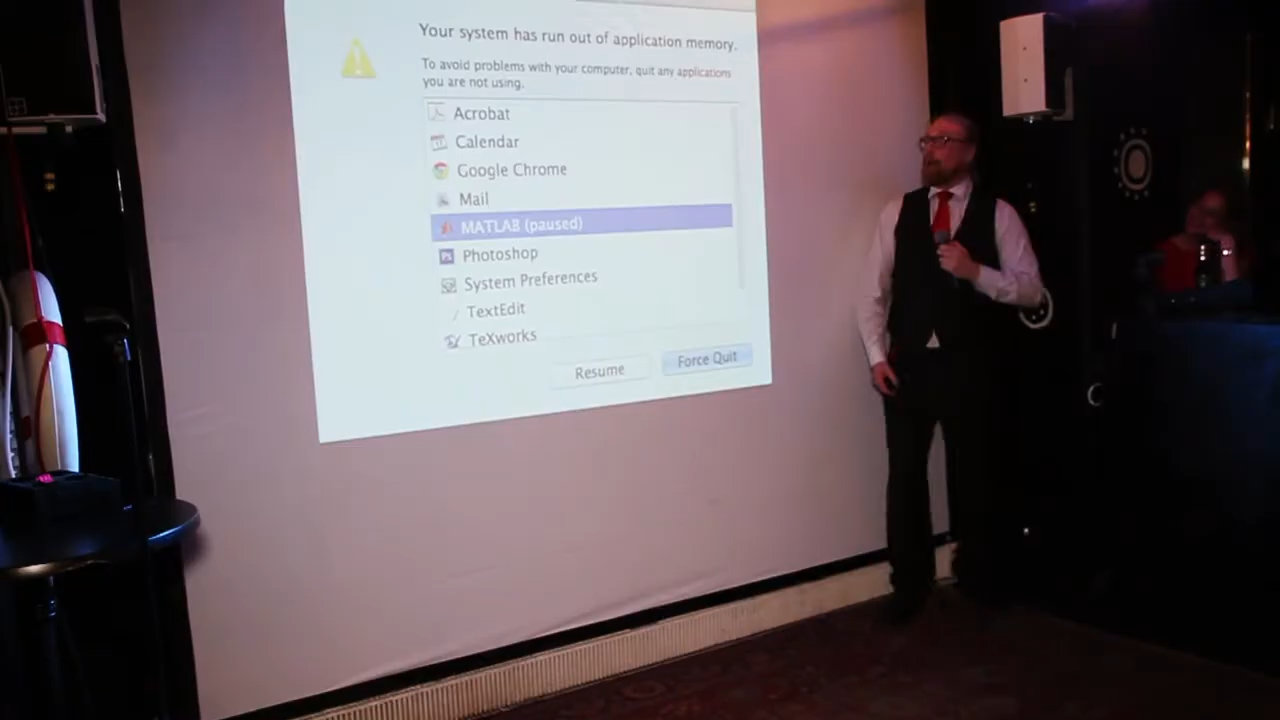 Your system has run out of application memory.
To avoid problems with your computer, quit any applications
you are not using.
Acrobat
Calendar
Google Chrome
Mail
MATLAB (paused)
Photoshop
System Preferences
TextEdit
TeXworks
Resume
Force Quit